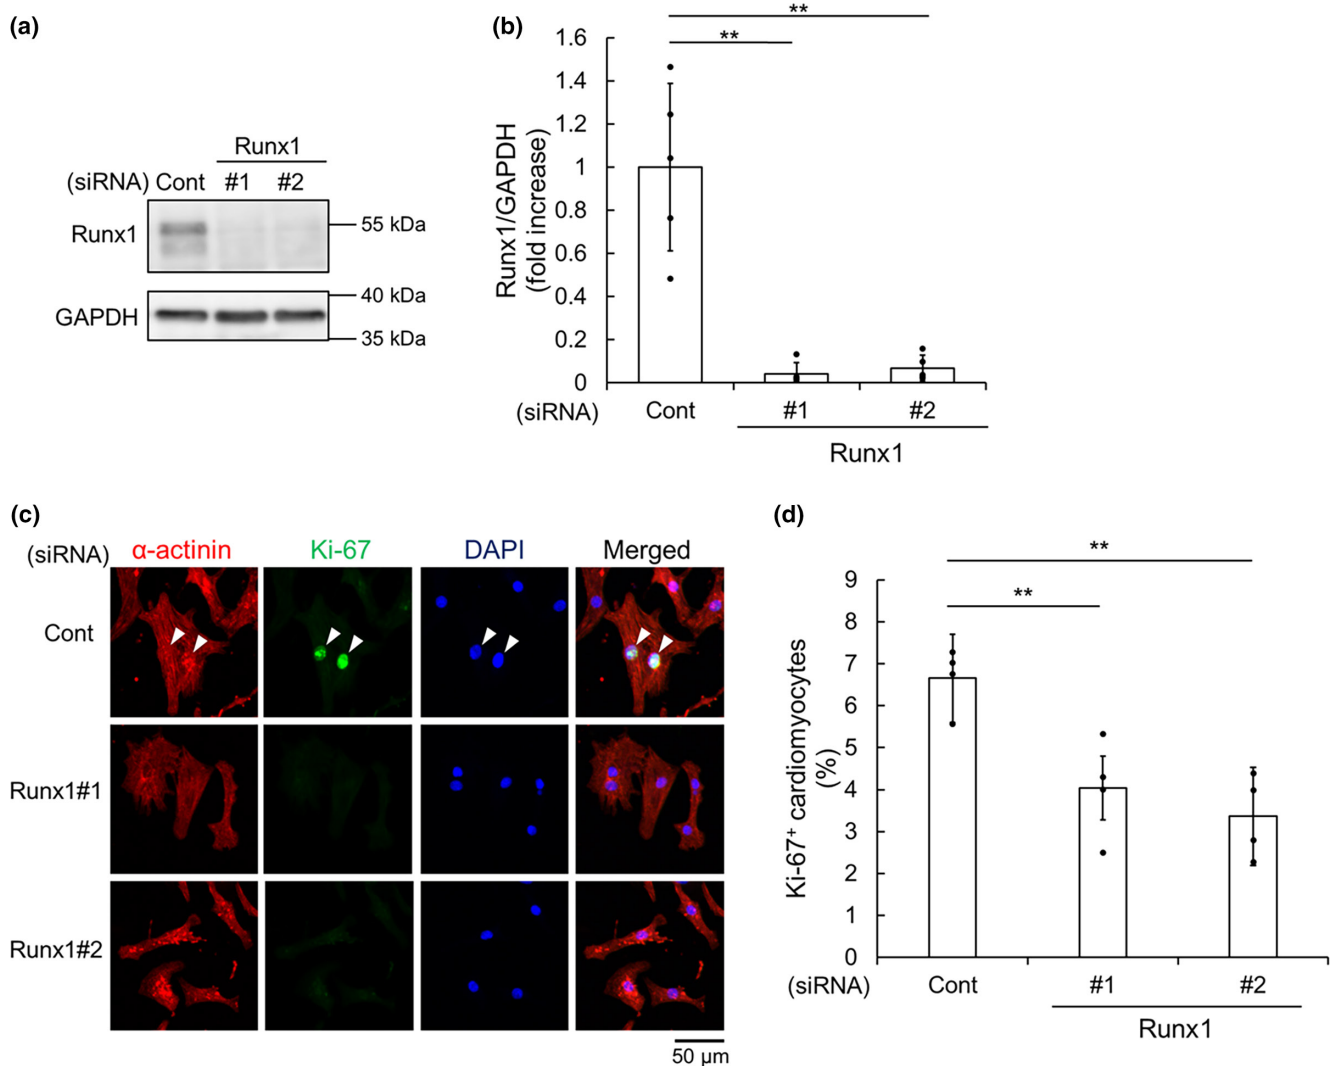 (a)
Runx1
(siRNA) Cont #1 #2
Runx1
55 kDa
GAPDH
40 kDa
35 kDa
(b)
**
**
Runx1/GAPDH
(fold increase)
1.6
1.4
1.2
1
0.8
0.6
0.4
0.2
0
(siRNA) Cont #1 #2
Runx1
(c)
(siRNA) α-actinin Ki-67 DAPI Merged
Cont
Runx1#1
Runx1#2
50 μm
(d)
**
**
Ki-67+ cardiomyocytes
(%)
9
8
7
6
5
4
3
2
1
0
(siRNA) Cont #1 #2
Runx1